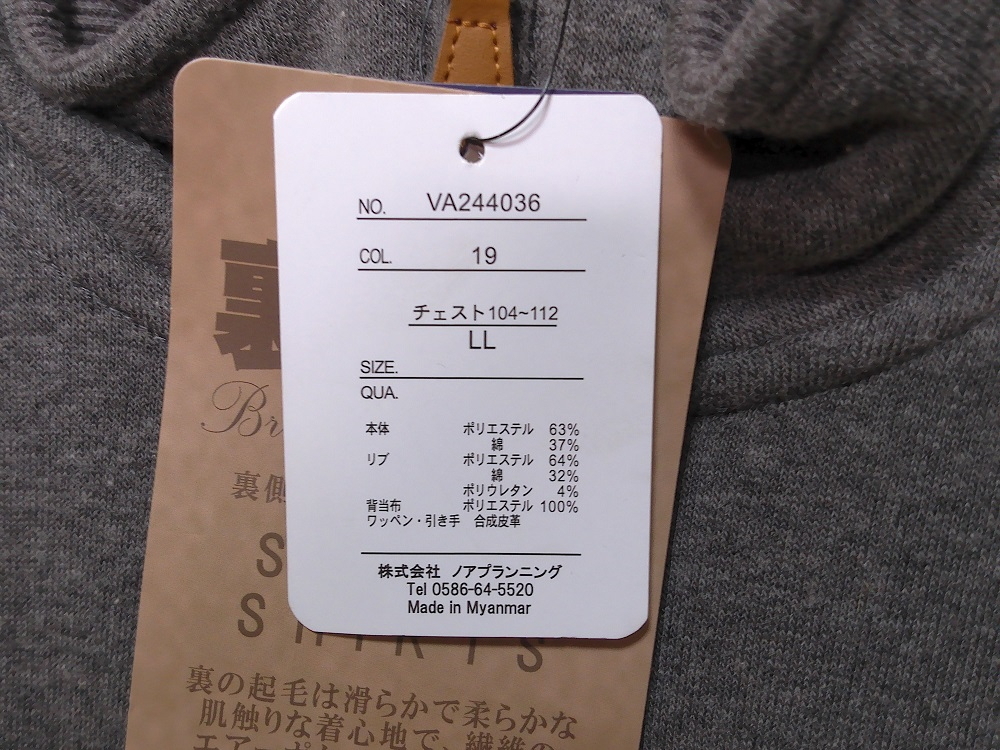 NO. VA244036
COL. 19
チェスト104~112
LL
SIZE.
QUA.
本体 ポリエステル 63%
綿 37%
リブ ポリエステル 64%
綿 32%
ポリウレタン 4%
背当布 ポリエステル 100%
ワッペン・引き手 合成皮革
株式会社 ノアプランニング
Tel 0586-64-5520
Made in Myanmar
裏
Br
裏側
S
SHIRTS
裏の起毛は滑らかで柔らかな
肌触りな着心地で、繊維の